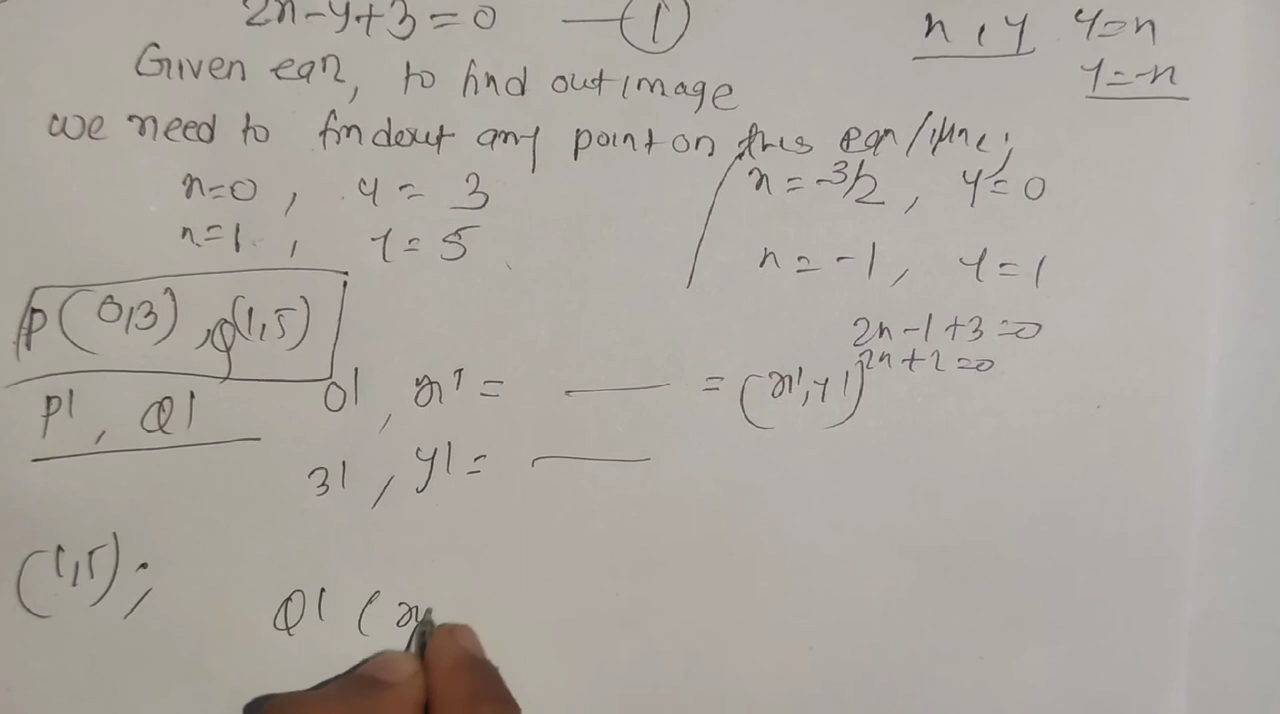 2x-y+3=0 —①
x, y y=x
y=-x
Given eqn, to find out image
we need to findout any point on this eqn/line;
x=0, y=3
x=-3/2, y=0
x=1, y=5
x=-1, y=1
2x-1+3=0
2x+2=0
P(0,3), Q(1,5)
P', Q'
0', x'= — = (x',y')
3', y'= —
(1,5);
Q' (x